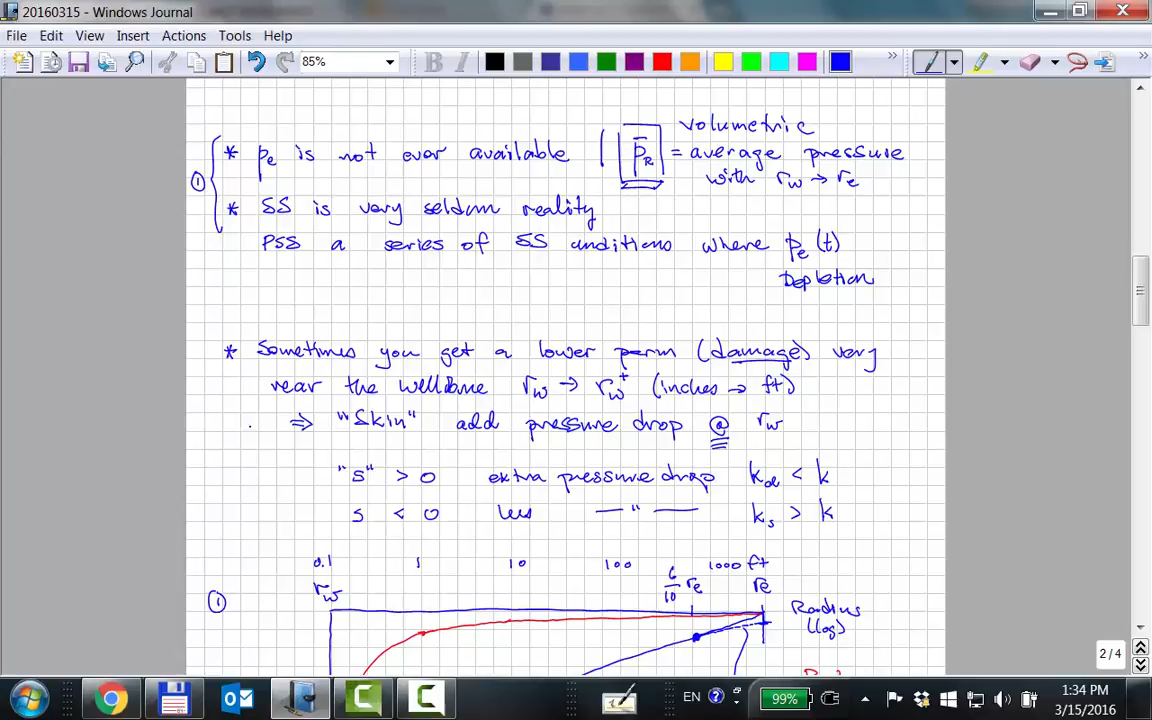 20160315 - Windows Journal
File Edit View Insert Actions Tools Help
85%
B I
① * pe is not ever available p̄R = volumetric
average pressure
with rw → re
* SS is very seldom reality
PSS a series of SS conditions where pe(t)
Depletion
* Sometimes you get a lower perm (damage) very
near the wellbore rw → rw+ (inches → ft)
⇒ "Skin" add pressure drop @ rw
"s" > 0 extra pressure drop kd < k
s < 0 less — " — ks > k
0.1 1 10 100 1000 ft
rw 6/10 re re
① Radius
(log)
2 / 4
EN 99% 1:34 PM
3/15/2016